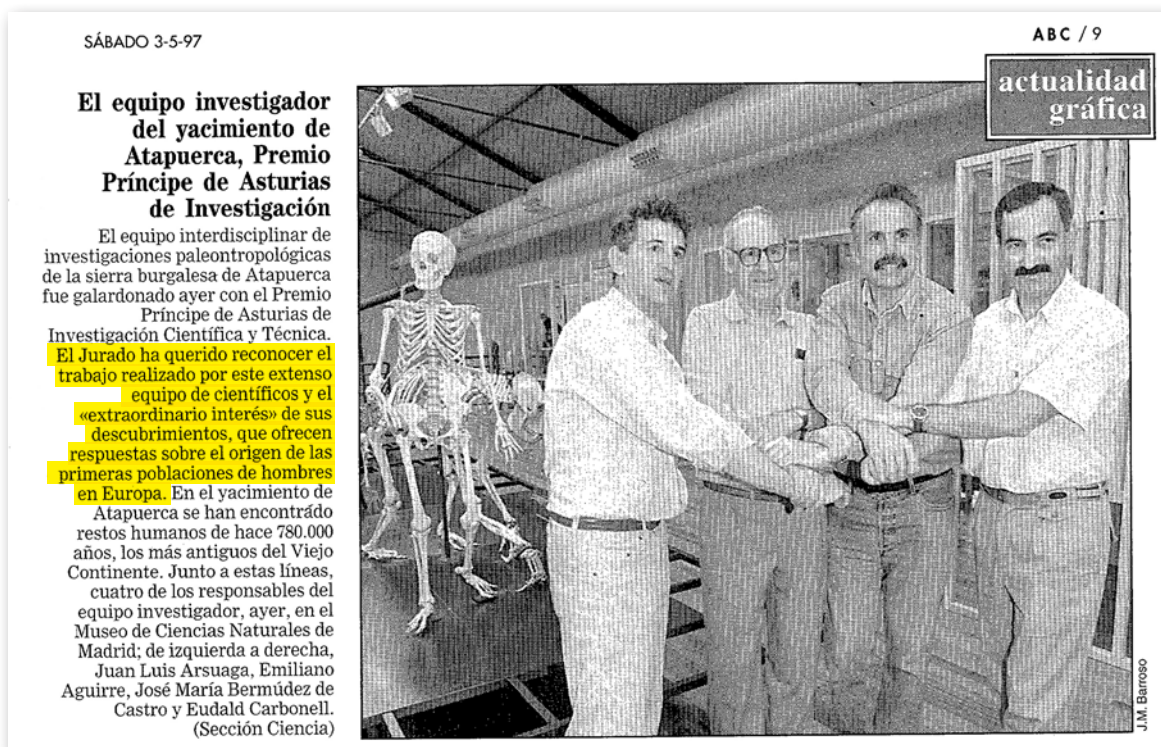 SÁBADO 3-5-97
ABC / 9
actualidad
gráfica
El equipo investigador
del yacimiento de
Atapuerca, Premio
Príncipe de Asturias
de Investigación
El equipo interdisciplinar de
investigaciones paleontropológicas
de la sierra burgalesa de Atapuerca
fue galardonado ayer con el Premio
Príncipe de Asturias de
Investigación Científica y Técnica.
El Jurado ha querido reconocer el
trabajo realizado por este extenso
equipo de científicos y el
«extraordinario interés» de sus
descubrimientos, que ofrecen
respuestas sobre el origen de las
primeras poblaciones de hombres
en Europa. En el yacimiento de
Atapuerca se han encontrado
restos humanos de hace 780.000
años, los más antiguos del Viejo
Continente. Junto a estas líneas,
cuatro de los responsables del
equipo investigador, ayer, en el
Museo de Ciencias Naturales de
Madrid; de izquierda a derecha,
Juan Luis Arsuaga, Emiliano
Aguirre, José María Bermúdez de
Castro y Eudald Carbonell.
(Sección Ciencia)
J.M. Barroso